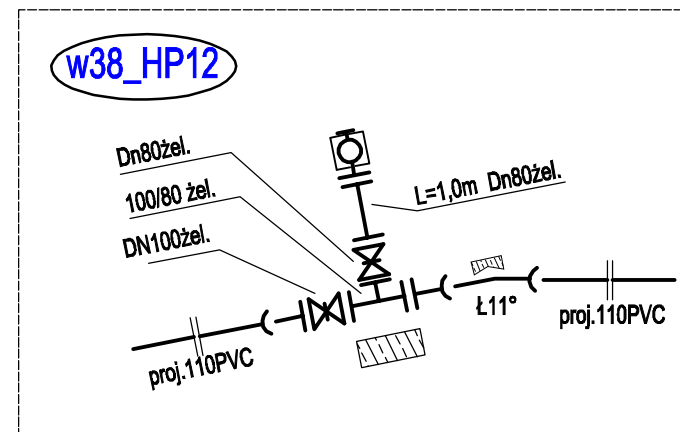 w38_HP12
Dn80żel.
100/80 żel.
DN100żel.
L=1,0m Dn80żel.
Ł11°
proj.110PVC
proj.110PVC